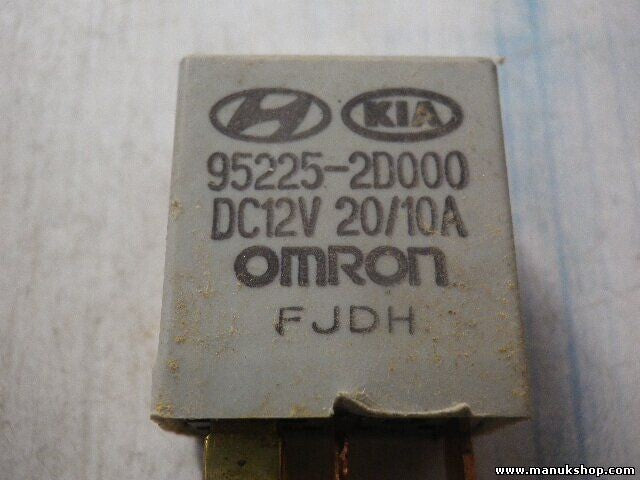 KIA
95225-2D000
DC12V 20/10A
OMRON
FJDH
www.manukshop.com